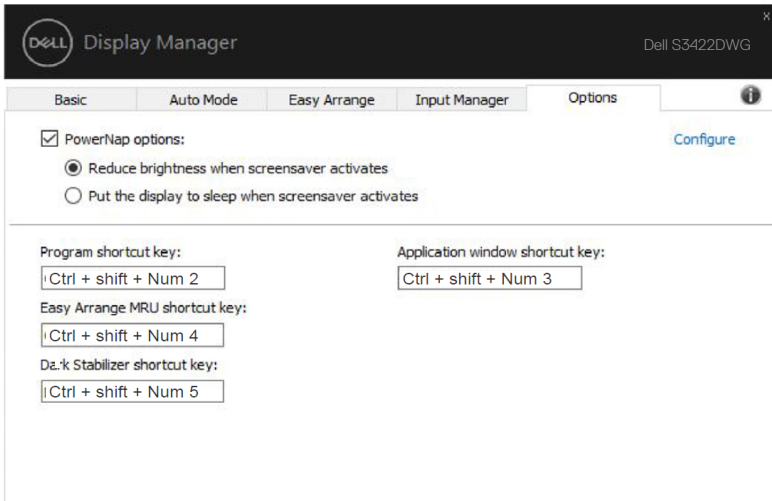 X
DELL Display Manager
Dell S3422DWG
Basic Auto Mode Easy Arrange Input Manager Options
PowerNap options: Configure
Reduce brightness when screensaver activates
Put the display to sleep when screensaver activates
Program shortcut key: Application window shortcut key:
Ctrl + shift + Num 2 Ctrl + shift + Num 3
Easy Arrange MRU shortcut key:
Ctrl + shift + Num 4
Dark Stabilizer shortcut key:
Ctrl + shift + Num 5